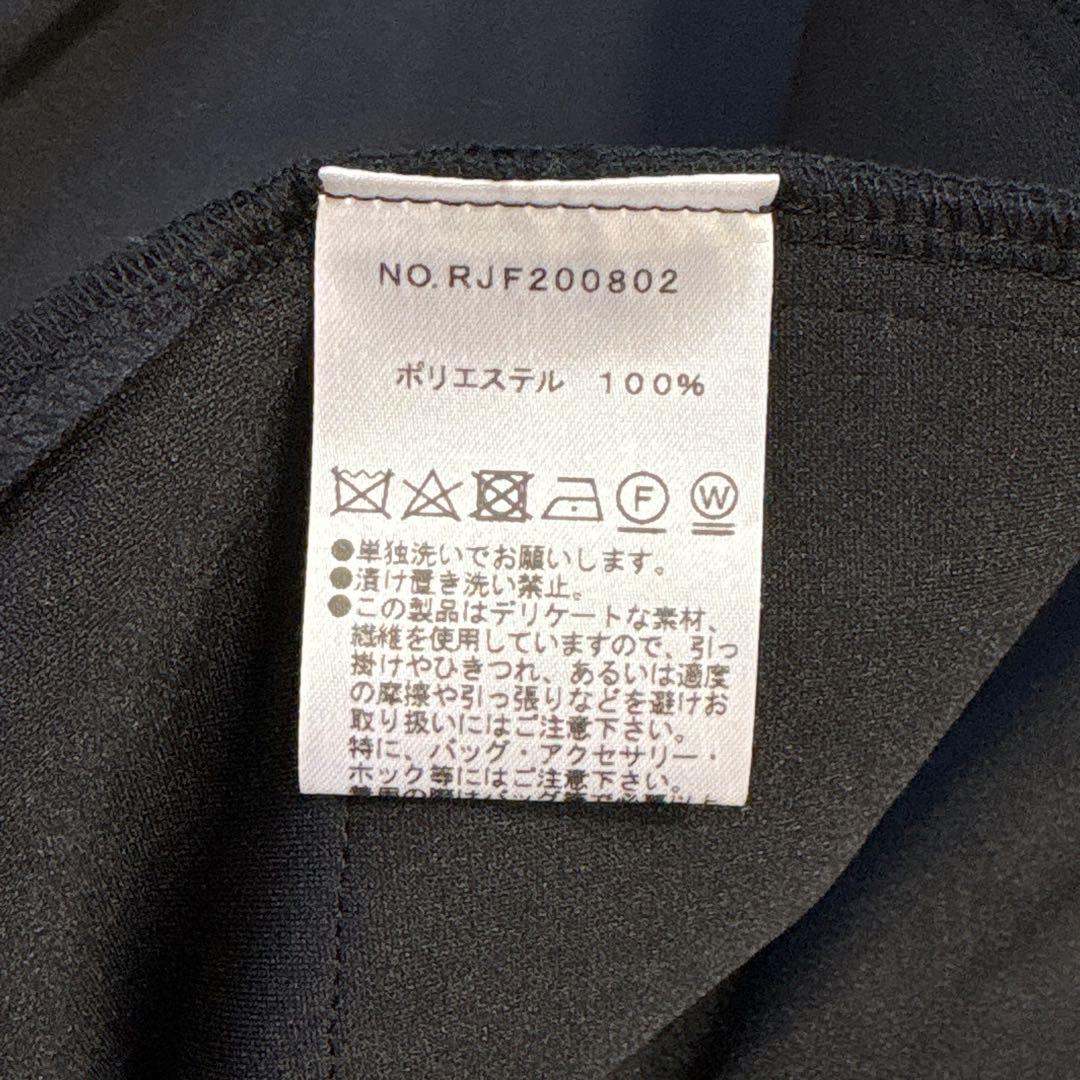 NO.RJF200802
ポリエステル 100%
F W
●単独洗いでお願いします。
●漬け置き洗い禁止。
●この製品はデリケートな素材、
繊維を使用していますので、引っ
掛けやひきつれ、あるいは適度
の摩擦や引っ張りなどを避けお
取り扱いにはご注意下さい。
特に、バッグ・アクセサリー・
ホック等にはご注意下さい。